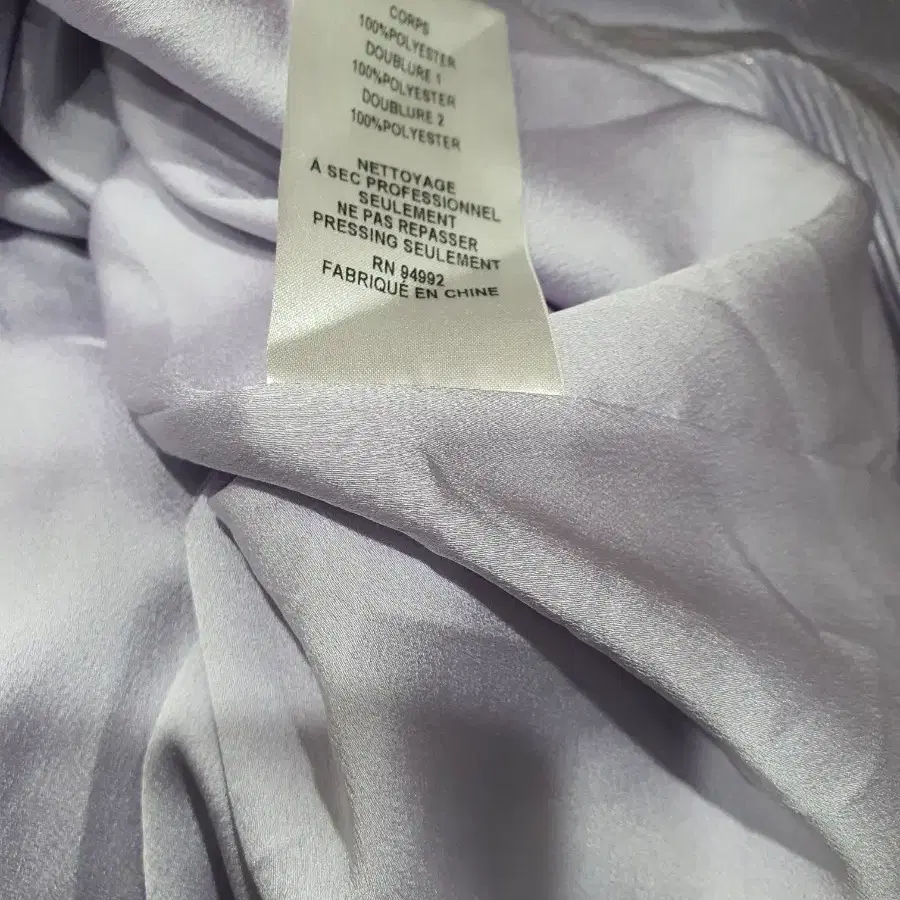 CORPS
100%POLYESTER
DOUBLURE 1
100%POLYESTER
DOUBLURE 2
100%POLYESTER
NETTOYAGE
À SEC PROFESSIONNEL
SEULEMENT
NE PAS REPASSER
PRESSING SEULEMENT
RN 94992
FABRIQUÉ EN CHINE